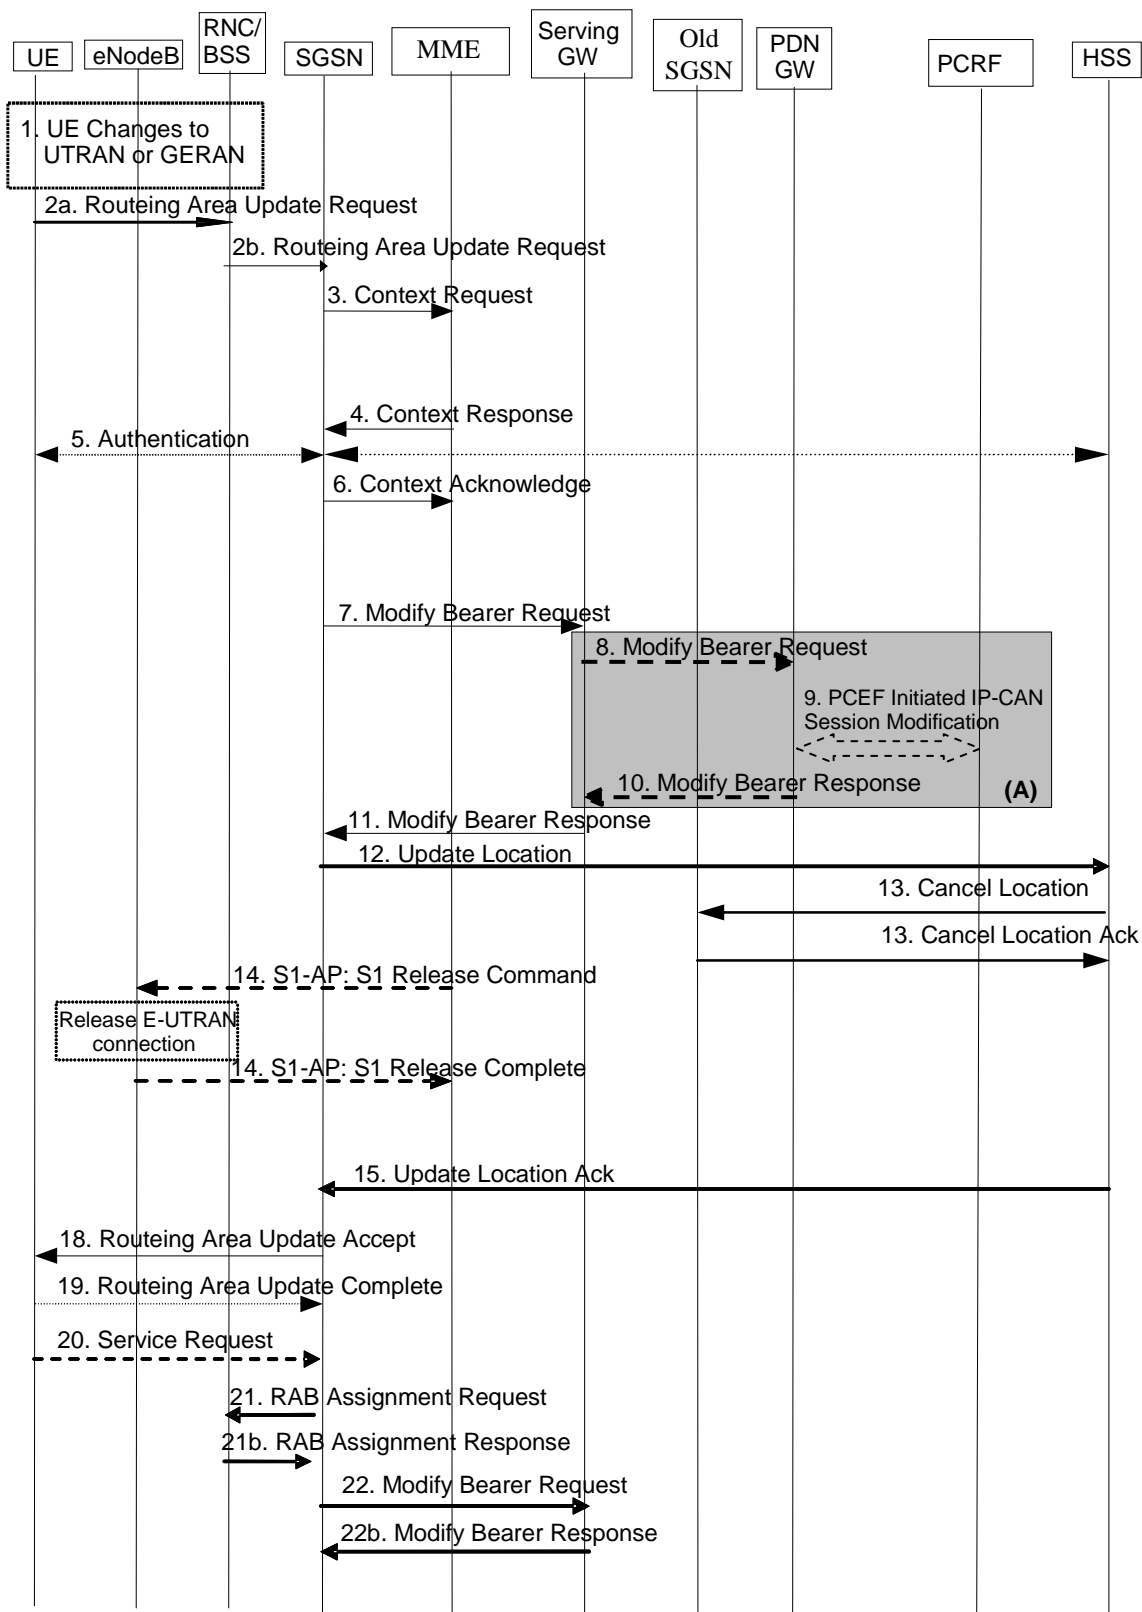 UE
eNodeB
RNC/
BSS
SGSN
MME
Serving
GW
Old
SGSN
PDN
GW
PCRF
HSS
1. UE Changes to
UTRAN or GERAN
2a. Routeing Area Update Request
2b. Routeing Area Update Request
3. Context Request
4. Context Response
5. Authentication
6. Context Acknowledge
7. Modify Bearer Request
8. Modify Bearer Request
9. PCEF Initiated IP-CAN
Session Modification
10. Modify Bearer Response
(A)
11. Modify Bearer Response
12. Update Location
13. Cancel Location
13. Cancel Location Ack
14. S1-AP: S1 Release Command
Release E-UTRAN
connection
14. S1-AP: S1 Release Complete
15. Update Location Ack
18. Routeing Area Update Accept
19. Routeing Area Update Complete
20. Service Request
21. RAB Assignment Request
21b. RAB Assignment Response
22. Modify Bearer Request
22b. Modify Bearer Response